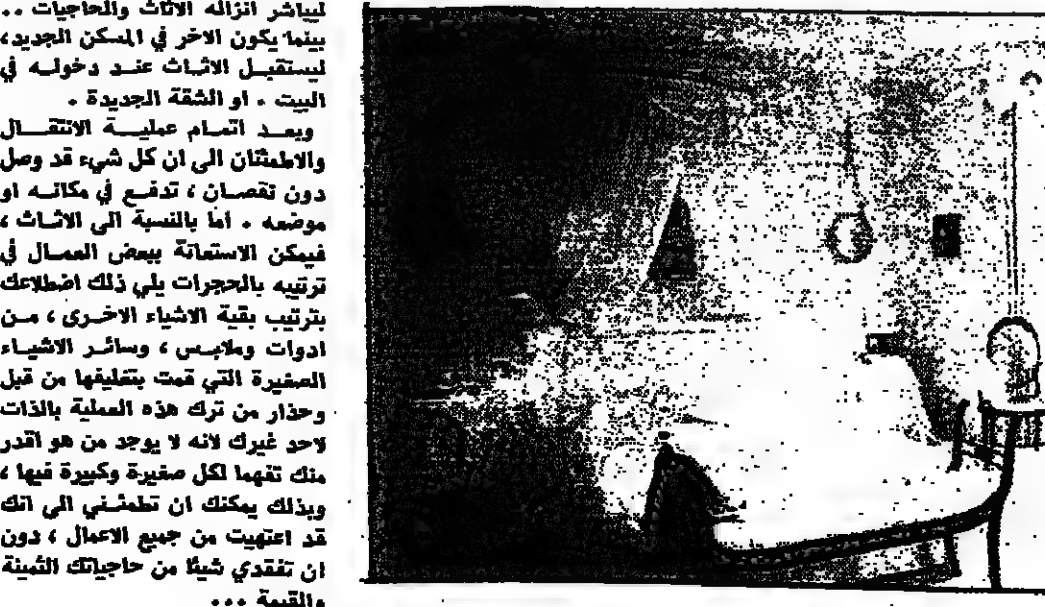 ليباشر انزاله الاثاث والحاجيات ..
بينما يكون الاخر في المسكن الجديد،
ليستقبل الاثاث عند دخوله في
البيت . او الشقة الجديدة .
وبعد اتمام عملية الانتقال
والاطمئنان الى ان كل شيء قد وصل
دون نقصان ، تدفع في مكانه او
موضعه . اما بالنسبة الى الاثاث ،
فيمكن الاستعانة ببعض العمال في
ترتيبه بالحجرات يلي ذلك اضطلاعك
بترتيب بقية الاشياء الاخرى ، من
ادوات وملابس ، وسائر الاشياء
الصغيرة التي قمت بتغليفها من قبل
وحذار من ترك هذه العملية بالذات
لاحد غيرك لانه لا يوجد من هو اقدر
منك تفهما لكل صغيرة وكبيرة فيها ،
وبذلك يمكنك ان تطمئني الى انك
قد اعتهيت من جميع الاعمال ، دون
ان تفقدي شيئا من حاجياتك الثمينة
والقيمة ...